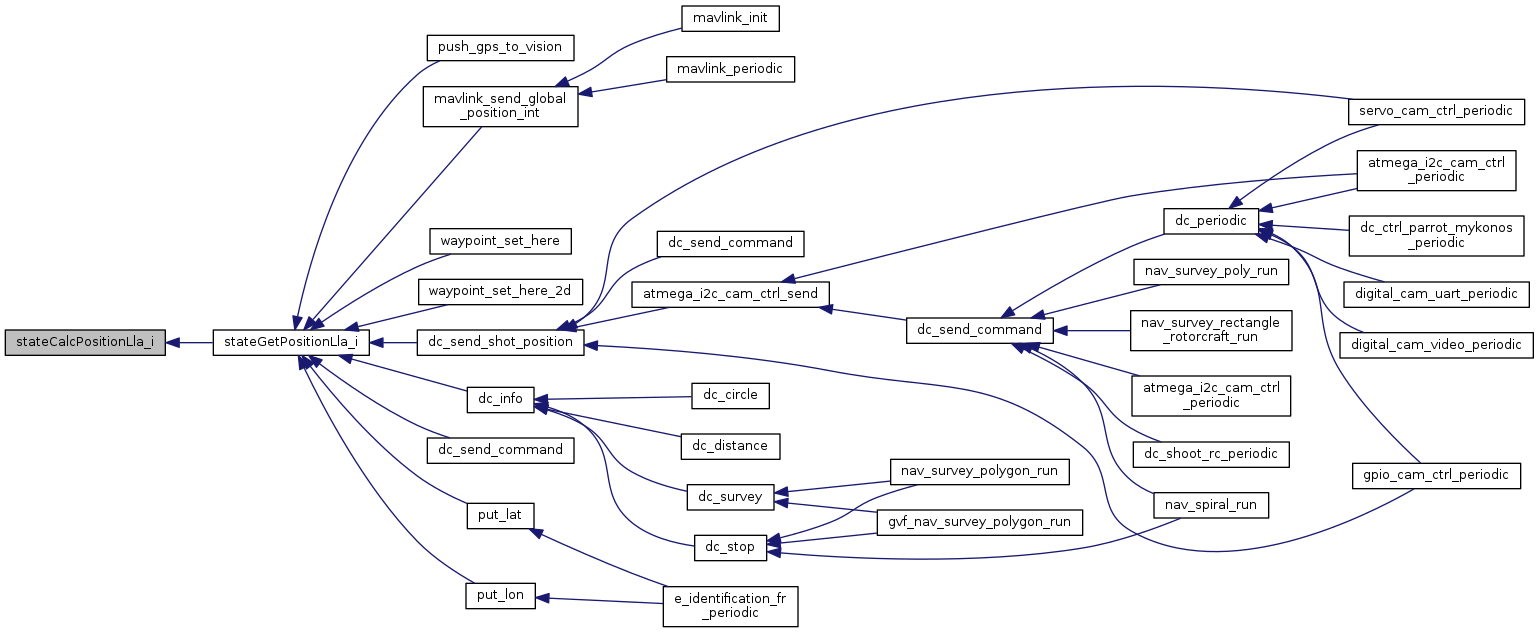 mavlink_init
push_gps_to_vision
mavlink_periodic
mavlink_send_global
_position_int
servo_cam_ctrl_periodic
atmega_i2c_cam_ctrl
_periodic
dc_periodic
dc_ctrl_parrot_mykonos
_periodic
waypoint_set_here
dc_send_command
nav_survey_poly_run
waypoint_set_here_2d
atmega_i2c_cam_ctrl_send
digital_cam_uart_periodic
stateCalcPositionLla_i
stateGetPositionLla_i
dc_send_shot_position
dc_send_command
nav_survey_rectangle
_rotorcraft_run
digital_cam_video_periodic
dc_info
dc_circle
atmega_i2c_cam_ctrl
_periodic
dc_send_command
dc_distance
dc_shoot_rc_periodic
nav_survey_polygon_run
gpio_cam_ctrl_periodic
dc_survey
nav_spiral_run
put_lat
gvf_nav_survey_polygon_run
dc_stop
put_lon
e_identification_fr
_periodic